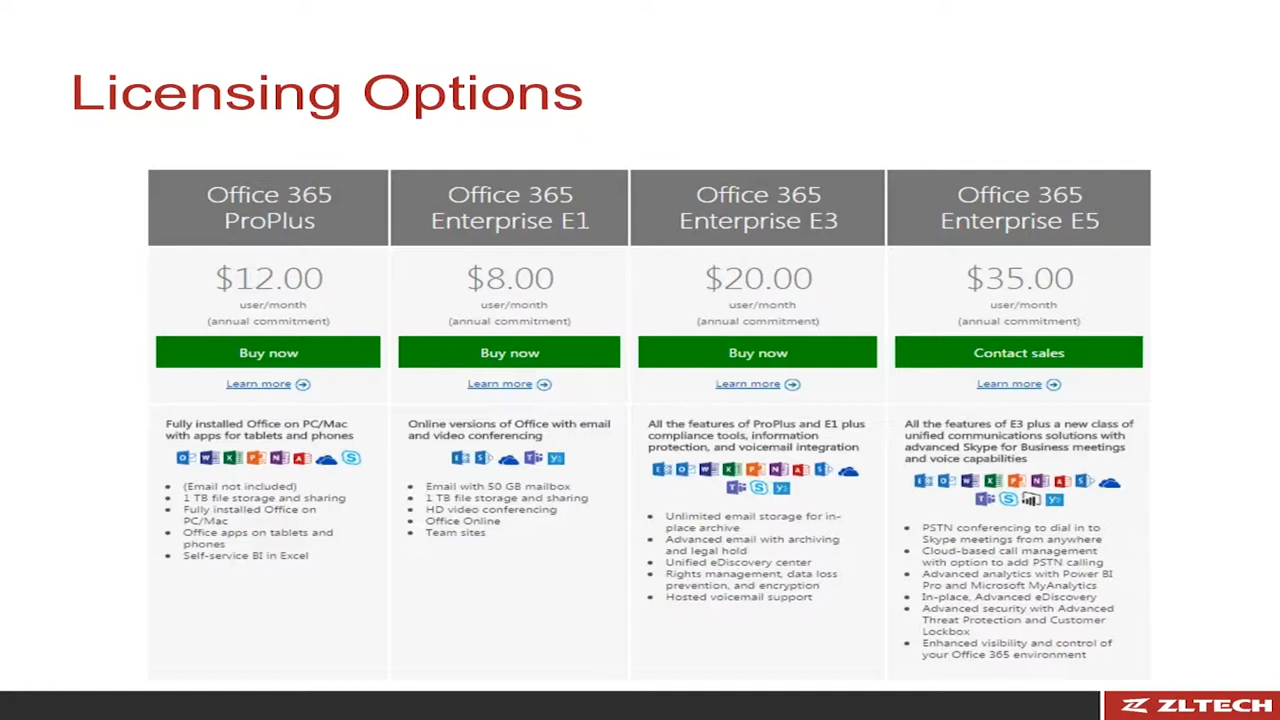 Licensing Options
Office 365
ProPlus
$12.00
user/month
(annual commitment)
Buy now
Learn more
Fully installed Office on PC/Mac
with apps for tablets and phones
(Email not included)
1 TB file storage and sharing
Fully installed Office on
PC/Mac
Office apps on tablets and
phones
Self-service BI in Excel
Office 365
Enterprise E1
$8.00
user/month
(annual commitment)
Buy now
Learn more
Online versions of Office with email
and video conferencing
Email with 50 GB mailbox
1 TB file storage and sharing
HD video conferencing
Office Online
Team sites
Office 365
Enterprise E3
$20.00
user/month
(annual commitment)
Buy now
Learn more
All the features of ProPlus and E1 plus
compliance tools, information
protection, and voicemail integration
Unlimited email storage for in-
place archive
Advanced email with archiving
and legal hold
Unified eDiscovery center
Rights management, data loss
prevention, and encryption
Hosted voicemail support
Office 365
Enterprise E5
$35.00
user/month
(annual commitment)
Contact sales
Learn more
All the features of E3 plus a new class of
unified communications solutions with
advanced Skype for Business meetings
and voice capabilities
PSTN conferencing to dial in to
Skype meetings from anywhere
Cloud-based call management
with option to add PSTN calling
Advanced analytics with Power BI
Pro and Microsoft MyAnalytics
In-place, Advanced eDiscovery
Advanced security with Advanced
Threat Protection and Customer
Lockbox
Enhanced visibility and control of
your Office 365 environment
ZLTECH